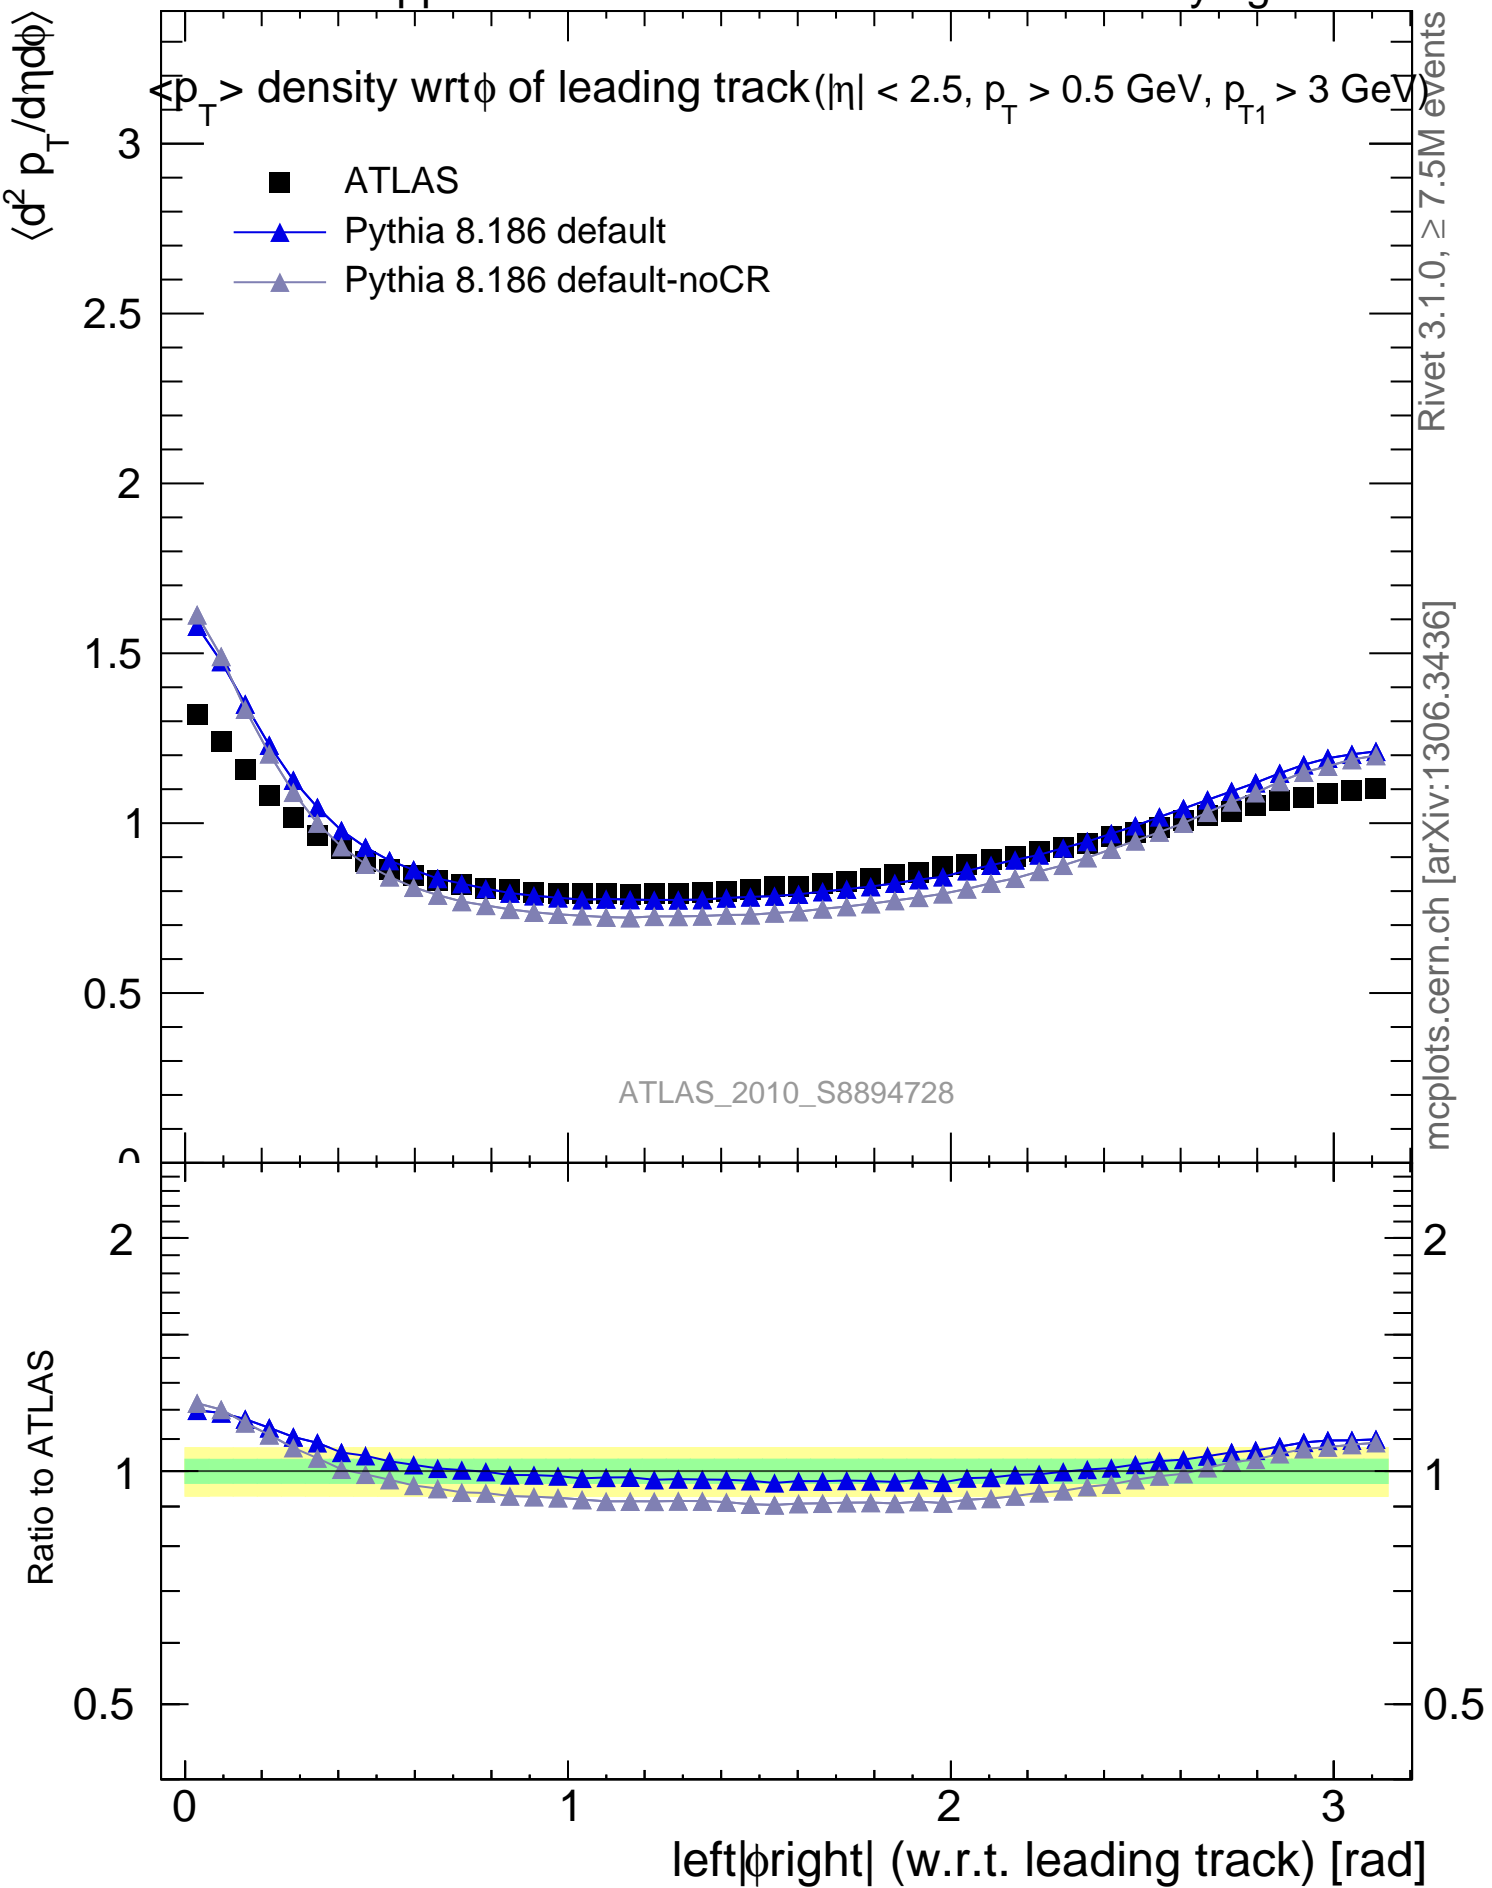 <p_T> density wrt ϕ of leading track (|η| < 2.5, p_T > 0.5 GeV, p_T1 > 3 GeV)
⟨d² p_T/dηdϕ⟩
ATLAS
Pythia 8.186 default
Pythia 8.186 default-noCR
3
2.5
2
1.5
1
0.5
0
ATLAS_2010_S8894728
Rivet 3.1.0, ≥ 7.5M events
mcplots.cern.ch [arXiv:1306.3436]
Ratio to ATLAS
2
1
0.5
2
1
0.5
0
1
2
3
left|ϕright| (w.r.t. leading track) [rad]